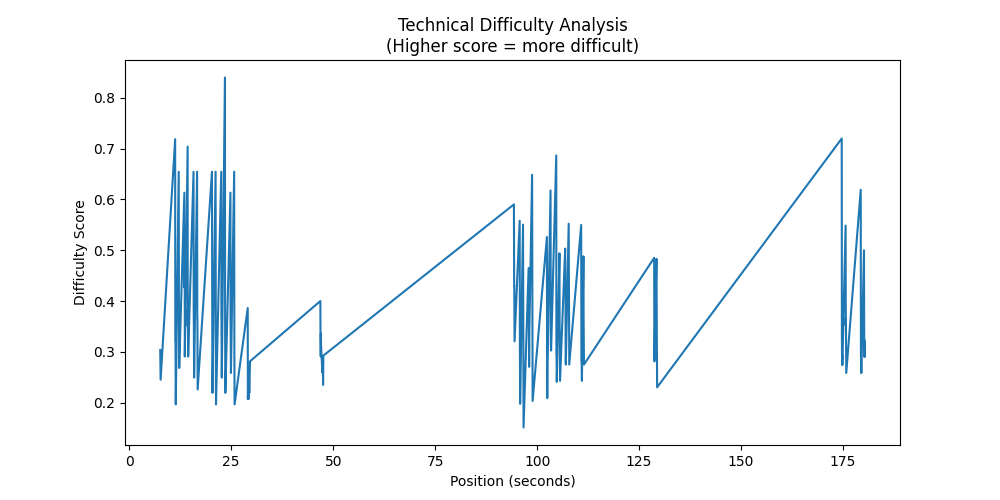 Technical Difficulty Analysis
(Higher score = more difficult)
Difficulty Score
0.8
0.7
0.6
0.5
0.4
0.3
0.2
0 25 50 75 100 125 150 175
Position (seconds)